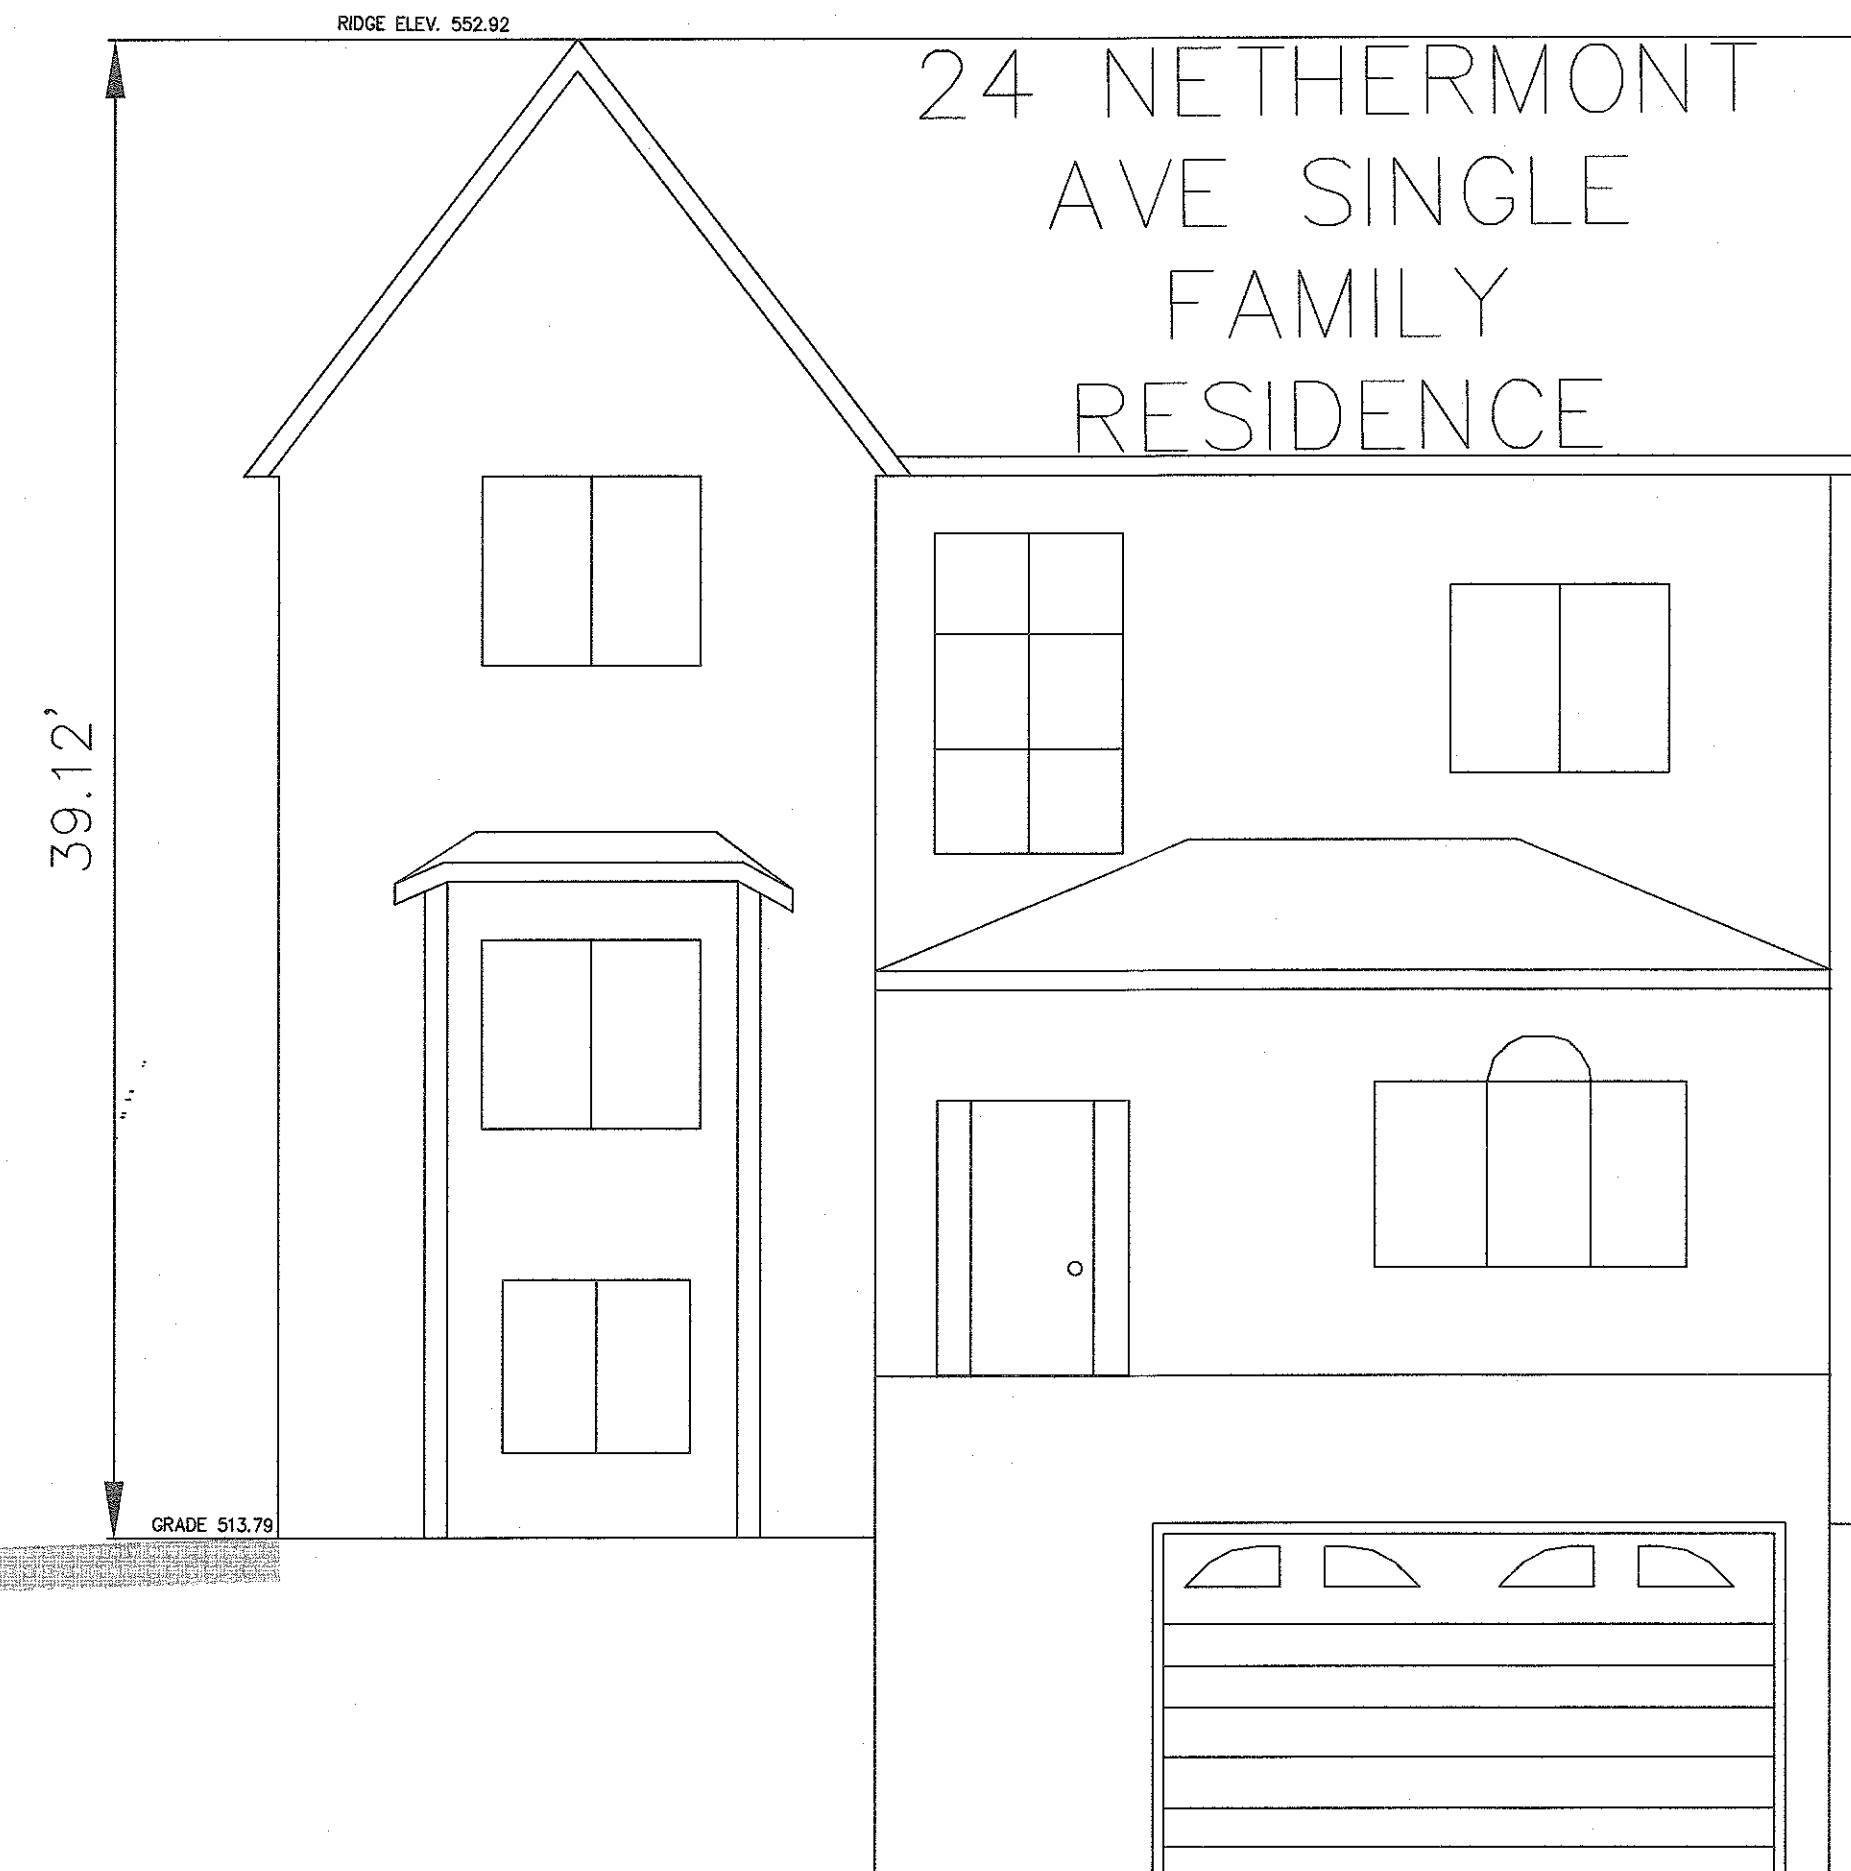 RIDGE ELEV. 552.92
24 NETHERMONT
AVE SINGLE
FAMILY
RESIDENCE
39.12'
GRADE 513.79